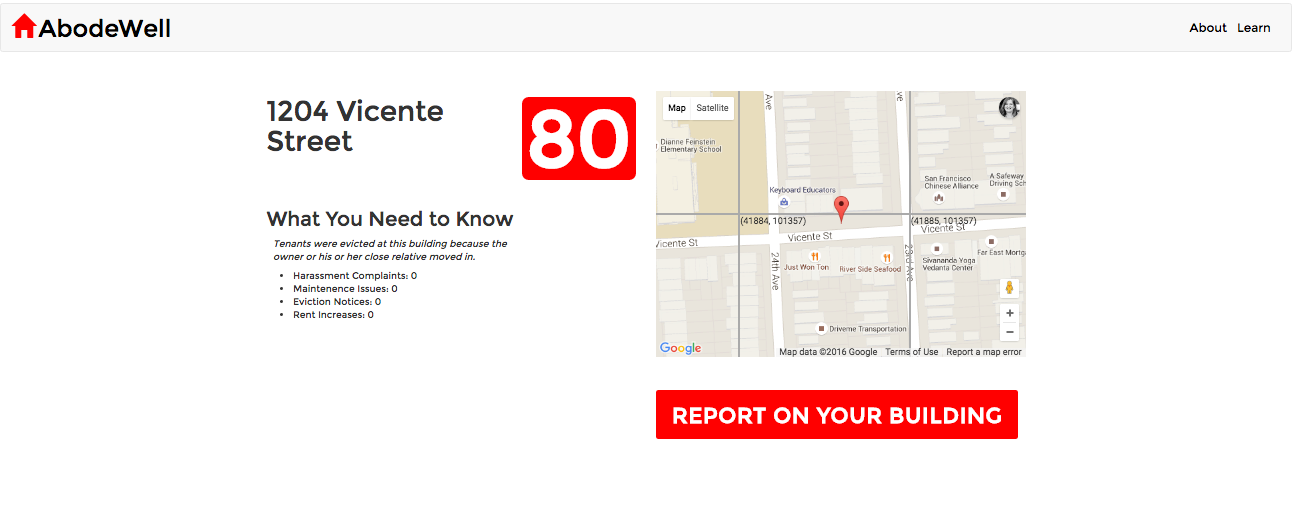 AbodeWell
About Learn
1204 Vicente
Street
80
What You Need to Know
Tenants were evicted at this building because the
owner or his or her close relative moved in.
Harassment Complaints: 0
Maintenence Issues: 0
Eviction Notices: 0
Rent Increases: 0
Map Satellite
Ave
Dianne Feinstein
Elementary School
Keyboard Educators
San Francisco
Chinese Alliance
A Safeway
Driving Sch
(41884, 101357)
(41885, 101357)
Vicente St
Vicente St
Vicente St
24th Ave
23rd Ave
Just Won Ton
River Side Seafood
Sivananda Yoga
Vedanta Center
Far East Mortg
Driveme Transportation
+
−
Google
Map data ©2016 Google Terms of Use Report a map error
REPORT ON YOUR BUILDING